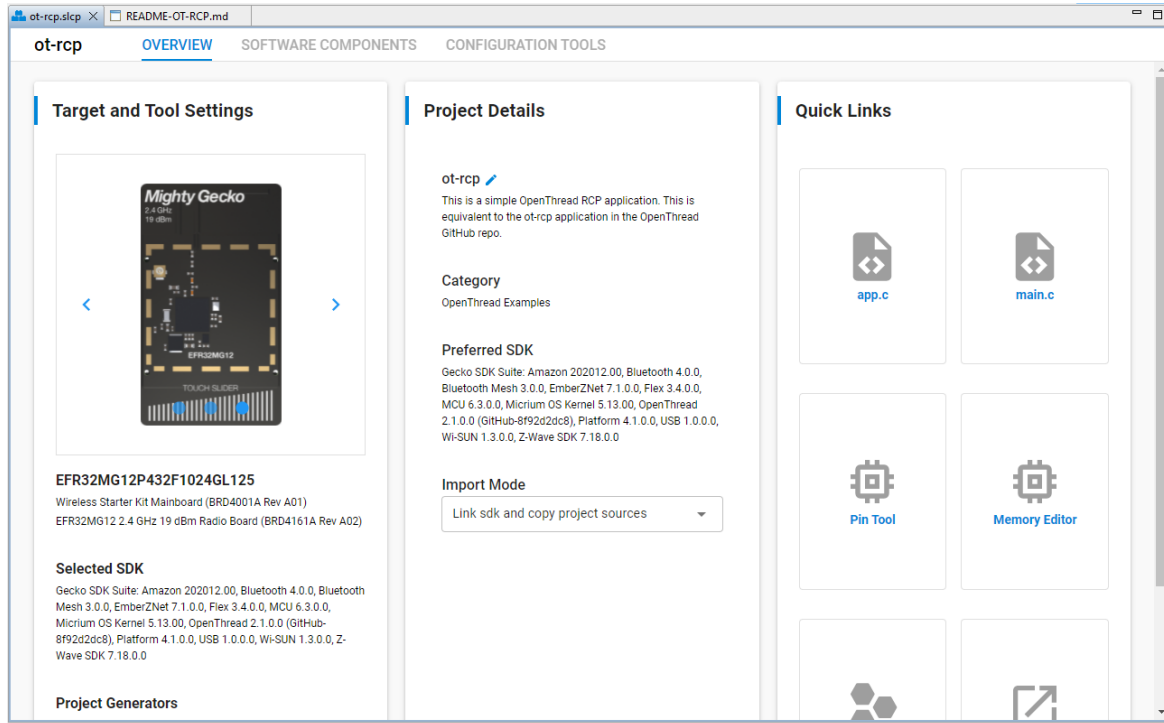 ot-rcp.slcp
README-OT-RCP.md
ot-rcp
OVERVIEW
SOFTWARE COMPONENTS
CONFIGURATION TOOLS
Target and Tool Settings
Mighty Gecko
2.4 GHz
19 dBm
EFR32MG12
TOUCH SLIDER
EFR32MG12P432F1024GL125
Wireless Starter Kit Mainboard (BRD4001A Rev A01)
EFR32MG12 2.4 GHz 19 dBm Radio Board (BRD4161A Rev A02)
Selected SDK
Gecko SDK Suite: Amazon 202012.00, Bluetooth 4.0.0, Bluetooth
Mesh 3.0.0, EmberZNet 7.1.0.0, Flex 3.4.0.0, MCU 6.3.0.0,
Micrium OS Kernel 5.13.00, OpenThread 2.1.0.0 (GitHub-
8f92d2dc8), Platform 4.1.0.0, USB 1.0.0.0, Wi-SUN 1.3.0.0, Z-
Wave SDK 7.18.0.0
Project Generators
Project Details
ot-rcp
This is a simple OpenThread RCP application. This is
equivalent to the ot-rcp application in the OpenThread
GitHub repo.
Category
OpenThread Examples
Preferred SDK
Gecko SDK Suite: Amazon 202012.00, Bluetooth 4.0.0,
Bluetooth Mesh 3.0.0, EmberZNet 7.1.0.0, Flex 3.4.0.0,
MCU 6.3.0.0, Micrium OS Kernel 5.13.00, OpenThread
2.1.0.0 (GitHub-8f92d2dc8), Platform 4.1.0.0, USB 1.0.0.0,
Wi-SUN 1.3.0.0, Z-Wave SDK 7.18.0.0
Import Mode
Link sdk and copy project sources
Quick Links
app.c
main.c
Pin Tool
Memory Editor